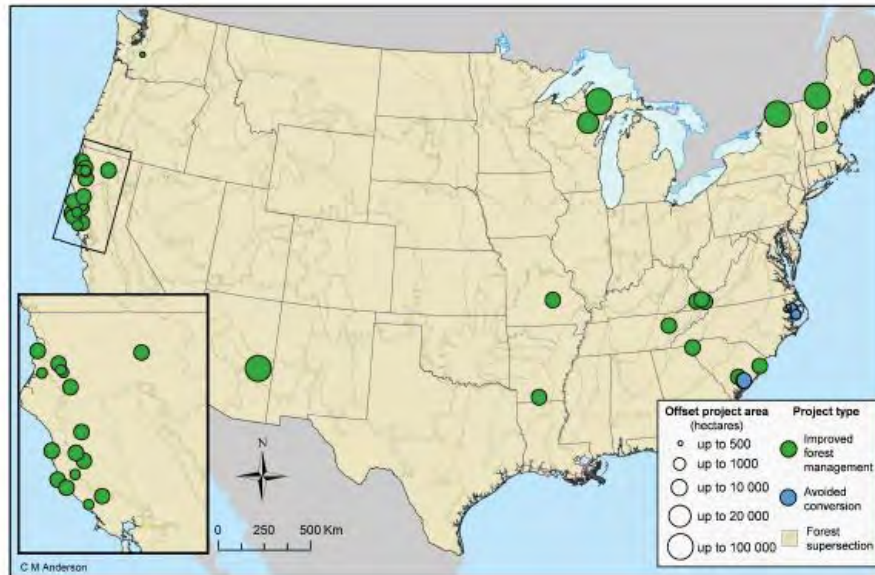 N
0 250 500 Km
C M Anderson
Offset project area
(hectares)
up to 500
up to 1000
up to 10 000
up to 20 000
up to 100 000
Project type
Improved
forest
management
Avoided
conversion
Forest
supersection